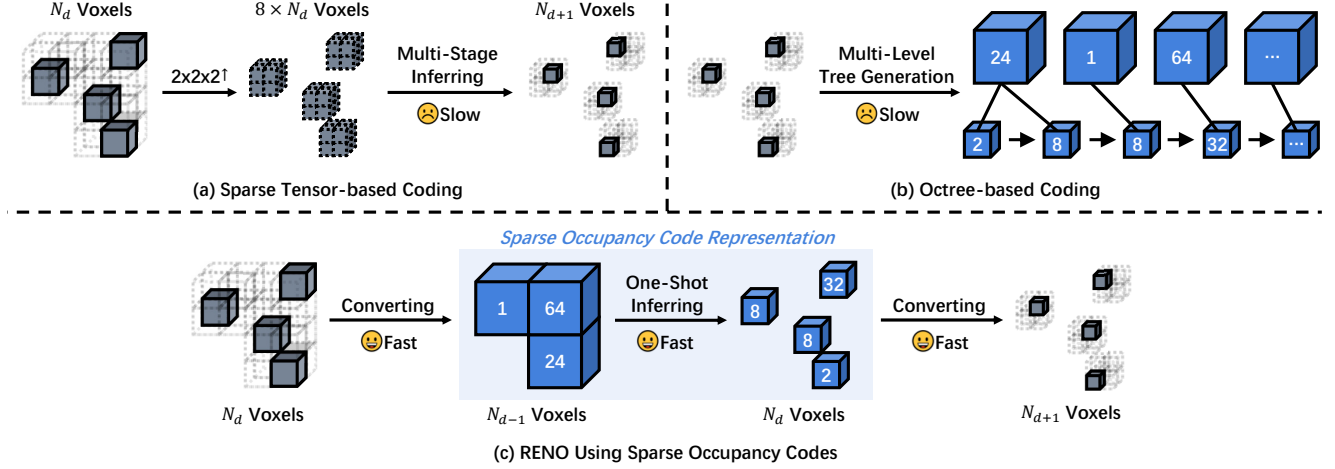 N_d Voxels
8 × N_d Voxels
N_{d+1} Voxels
2x2x2↑
Multi-Stage
Inferring
Slow
(a) Sparse Tensor-based Coding
Multi-Level
Tree Generation
Slow
24
1
64
...
2
8
8
32
...
(b) Octree-based Coding
Sparse Occupancy Code Representation
Converting
Fast
1
64
24
One-Shot
Inferring
Fast
32
8
8
2
Converting
Fast
N_d Voxels
N_{d−1} Voxels
N_d Voxels
N_{d+1} Voxels
(c) RENO Using Sparse Occupancy Codes